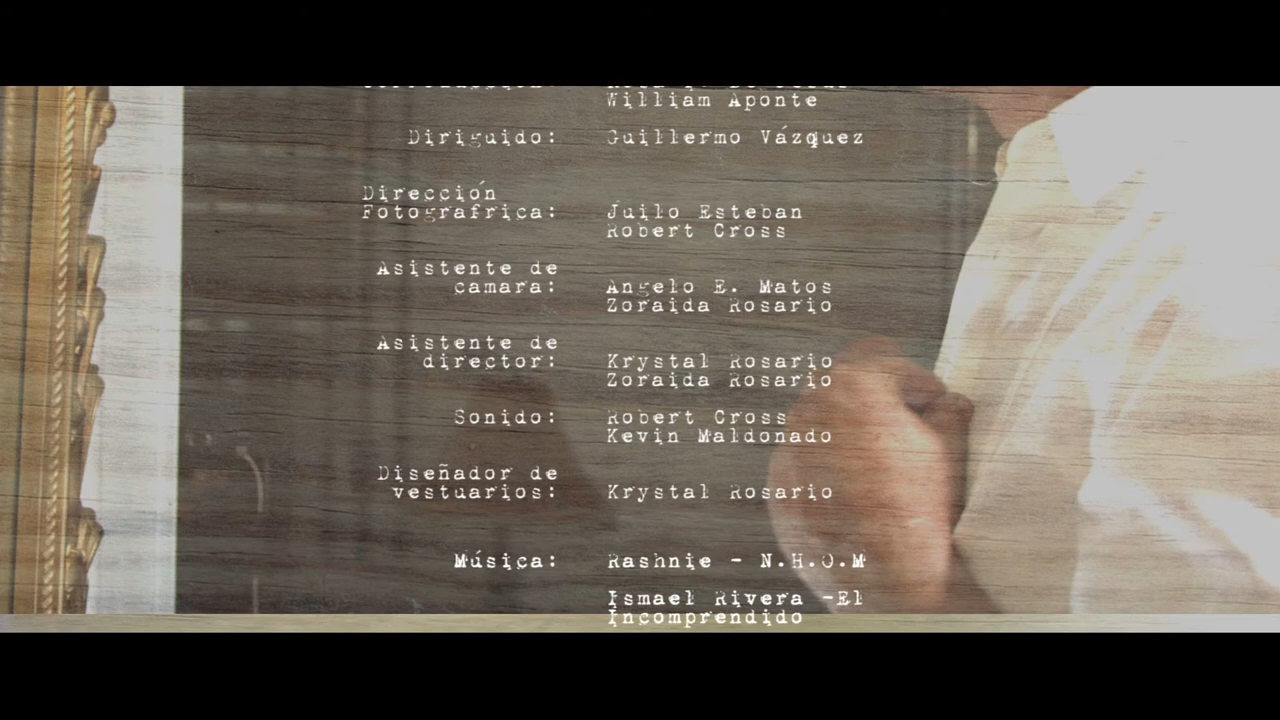 William Aponte
Diriguido: Guillermo Vázquez
Dirección
Fotografrica: Juilo Esteban
Robert Cross
Asistente de
camara: Angelo E. Matos
Zoraida Rosario
Asistente de
director: Krystal Rosario
Zoraida Rosario
Sonido: Robert Cross
Kevin Maldonado
Diseñador de
vestuarios: Krystal Rosario
Música: Rashnie - N.H.O.M
Ismael Rivera -El
Incomprendido